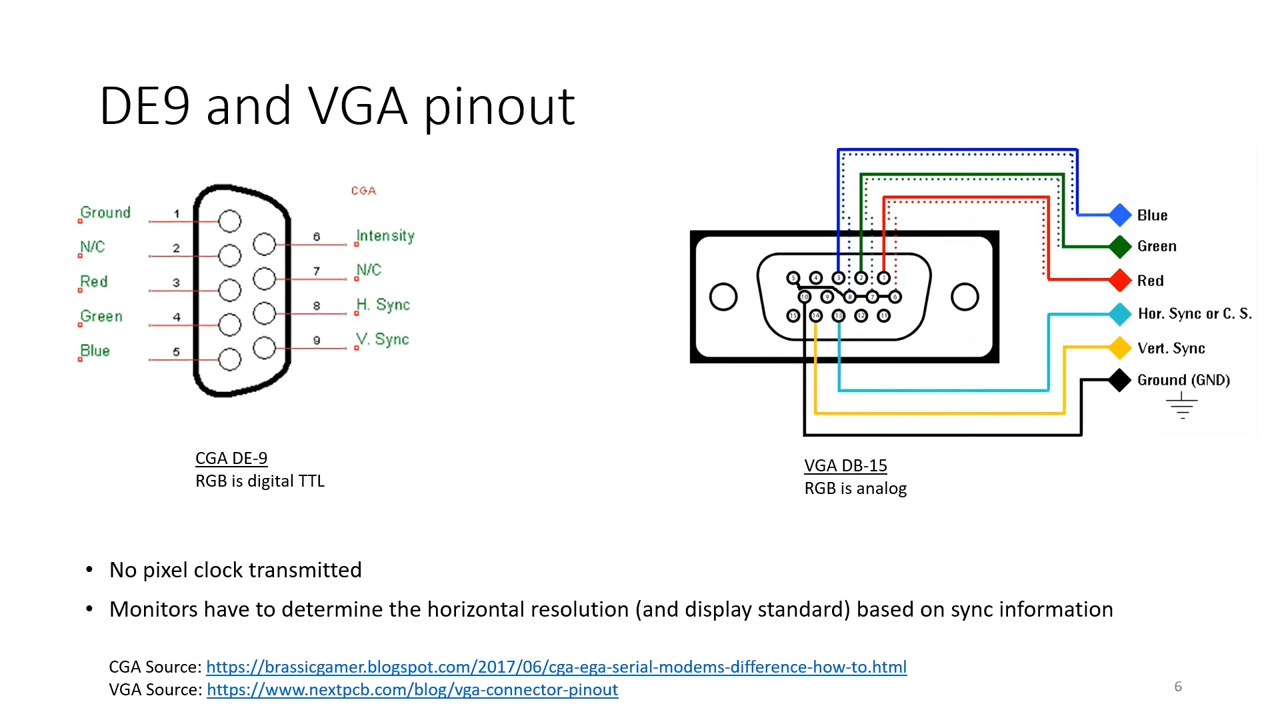 DE9 and VGA pinout
CGA
Ground 1
N/C 2
Red 3
Green 4
Blue 5
6 Intensity
7 N/C
8 H. Sync
9 V. Sync
CGA DE-9
RGB is digital TTL
Blue
Green
Red
Hor. Sync or C. S.
Vert. Sync
Ground (GND)
VGA DB-15
RGB is analog
• No pixel clock transmitted
• Monitors have to determine the horizontal resolution (and display standard) based on sync information
CGA Source: https://brassicgamer.blogspot.com/2017/06/cga-ega-serial-modems-difference-how-to.html
VGA Source: https://www.nextpcb.com/blog/vga-connector-pinout
6